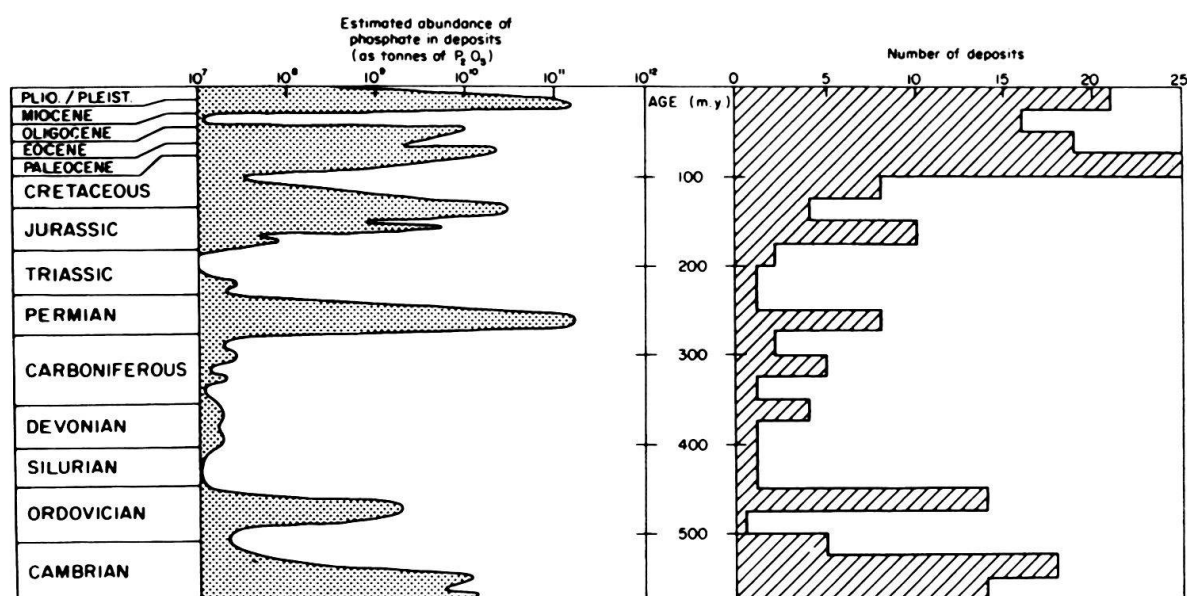 Estimated abundance of
phosphate in deposits
(as tonnes of P₂O₅)
Number of deposits
10⁷ 10⁸ 10⁹ 10¹⁰ 10¹¹ 10¹² 0 5 10 15 20 25
PLIO. / PLEIST.
AGE (m.y.)
MIOCENE
OLIGOCENE
EOCENE
PALEOCENE
100
CRETACEOUS
JURASSIC
200
TRIASSIC
PERMIAN
300
CARBONIFEROUS
DEVONIAN
400
SILURIAN
ORDOVICIAN
500
CAMBRIAN